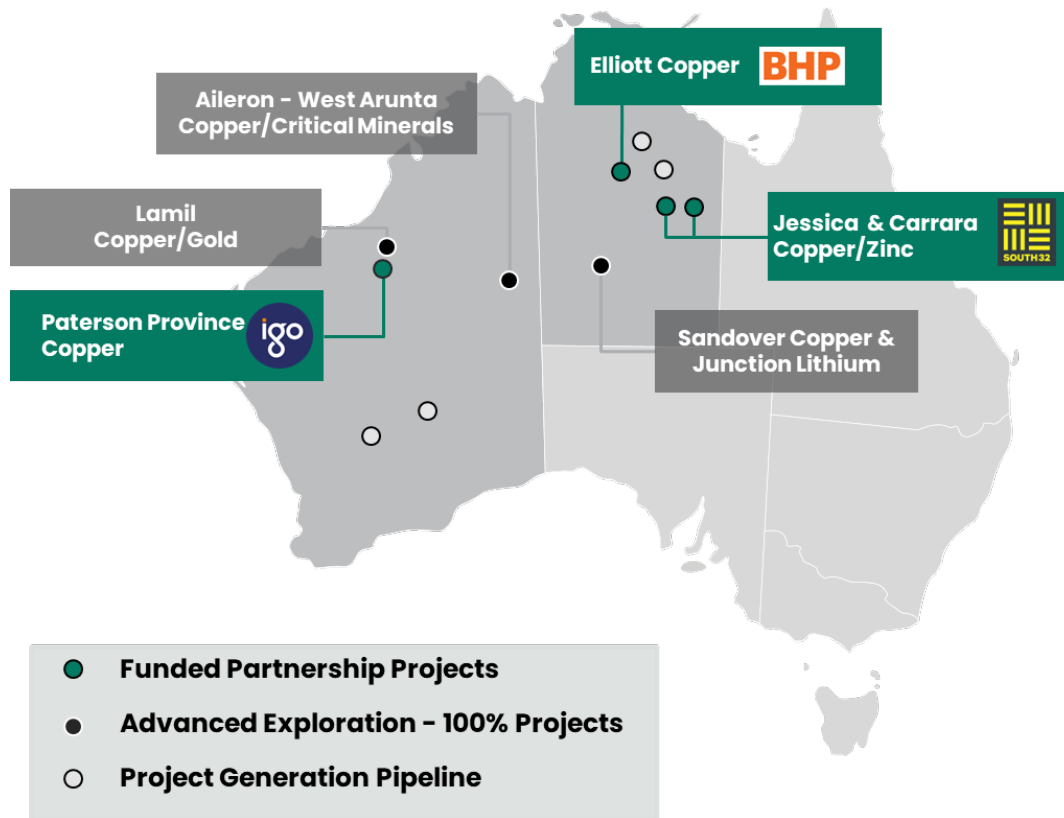 Elliott Copper
BHP
Aileron - West Arunta
Copper/Critical Minerals
Lamil
Copper/Gold
Jessica & Carrara
Copper/Zinc
SOUTH32
Paterson Province
Copper
igo
Sandover Copper &
Junction Lithium
Funded Partnership Projects
Advanced Exploration - 100% Projects
Project Generation Pipeline